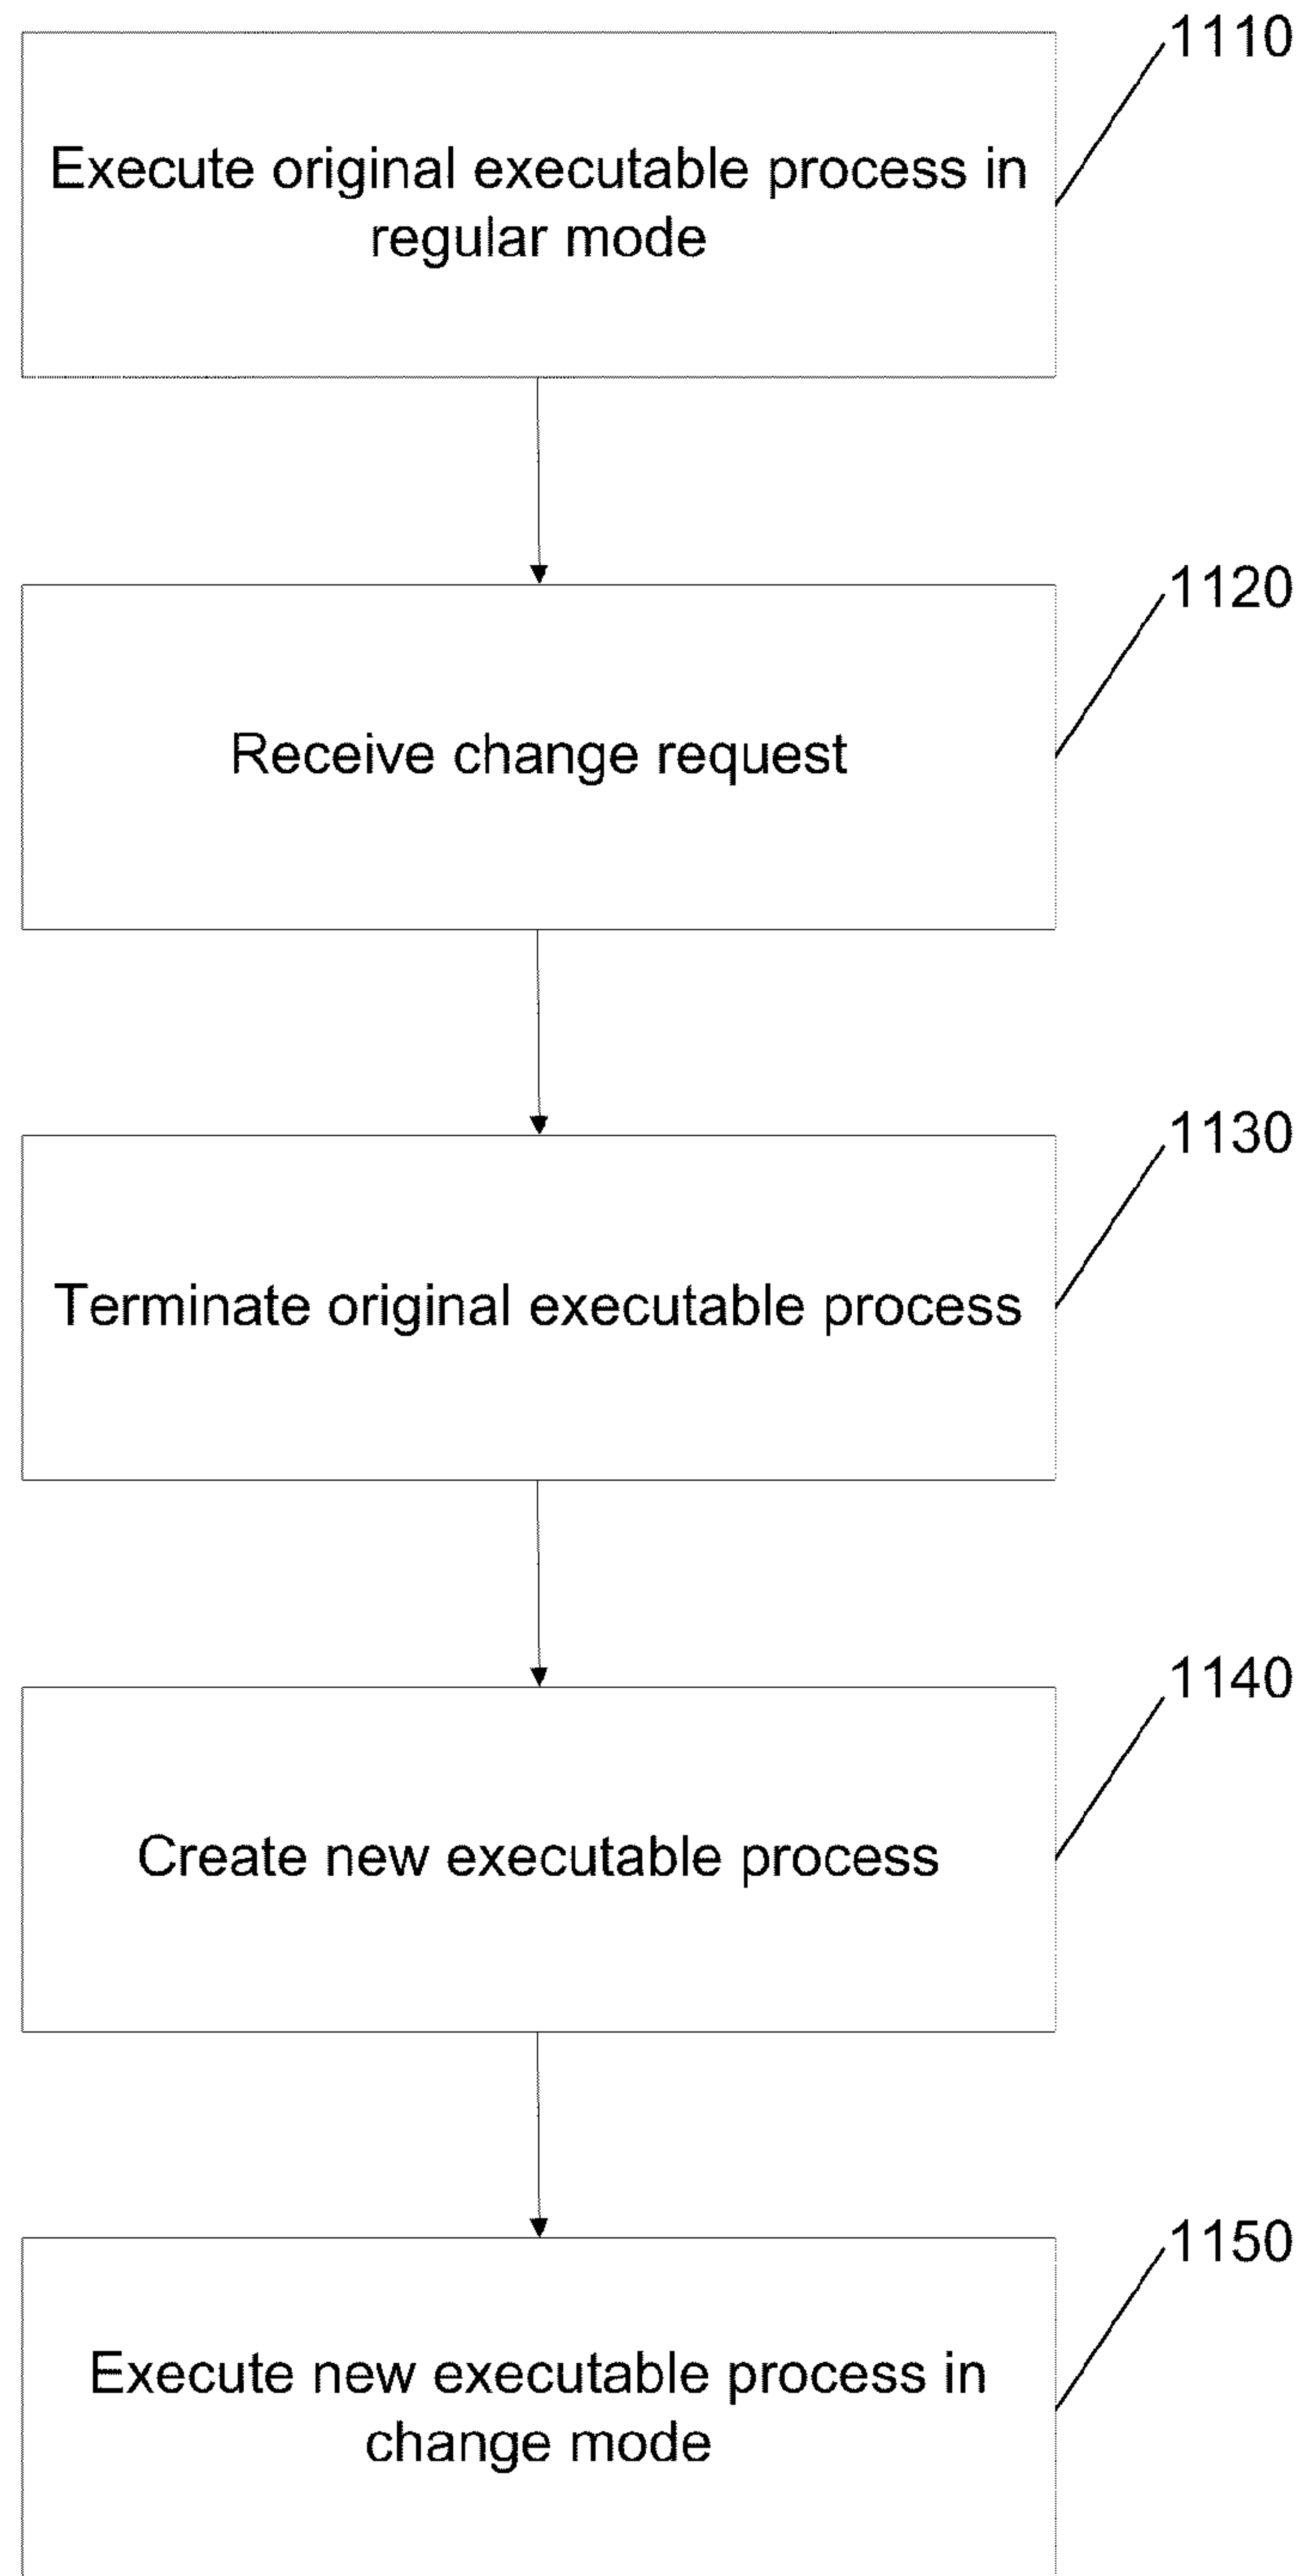 1110
Execute original executable process in
regular mode
1120
Receive change request
1130
Terminate original executable process
1140
Create new executable process
1150
Execute new executable process in
change mode